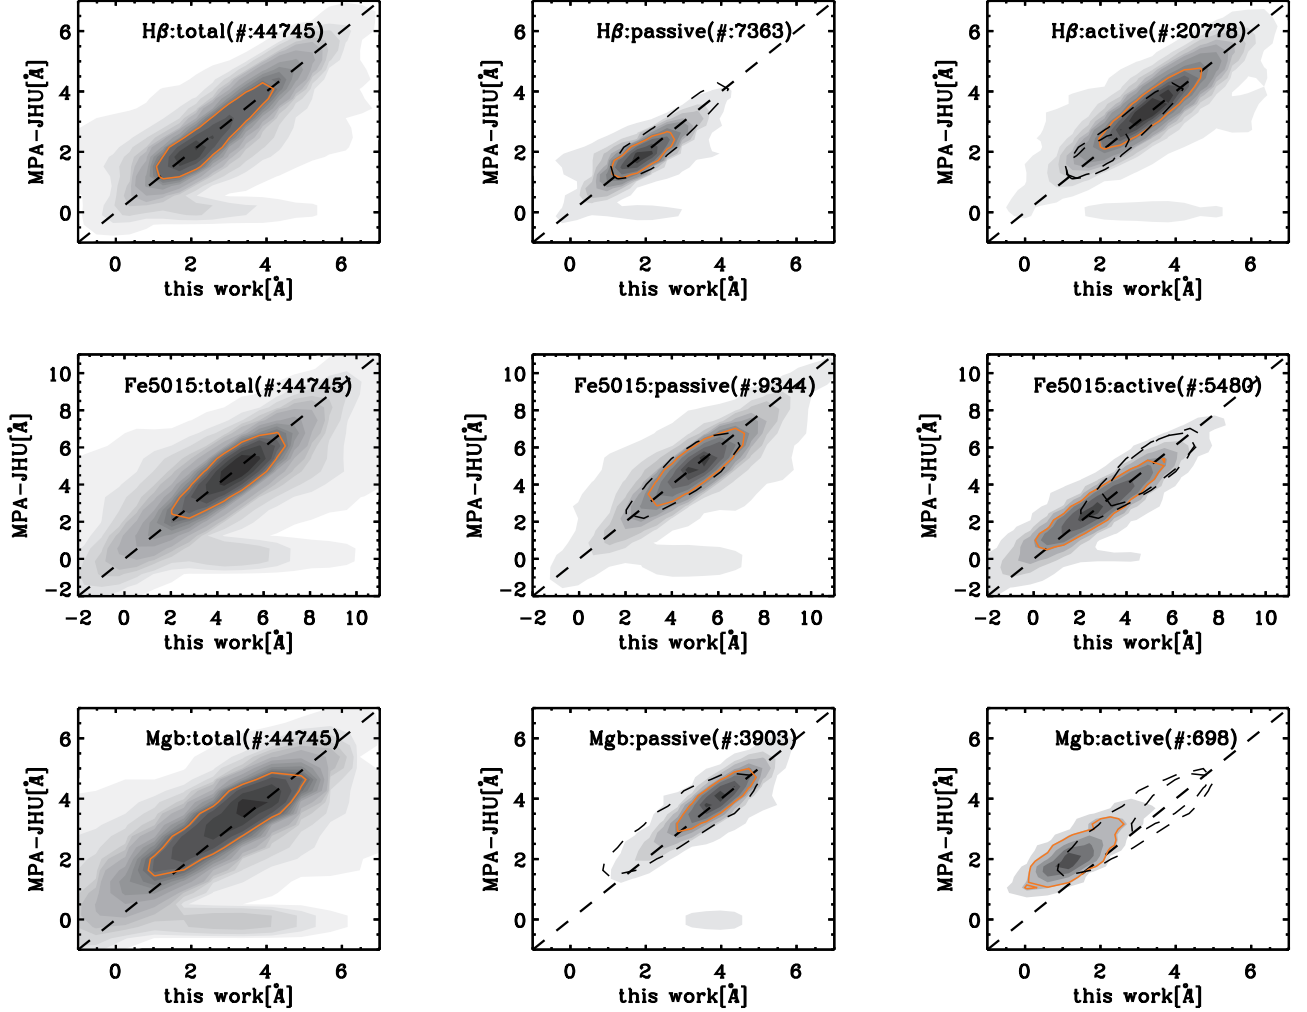 Hβ:total(#:44745)
MPA-JHU[Å]
6
4
2
0
0 2 4 6
this work[Å]
Hβ:passive(#:7363)
MPA-JHU[Å]
6
4
2
0
0 2 4 6
this work[Å]
Hβ:active(#:20778)
MPA-JHU[Å]
6
4
2
0
0 2 4 6
this work[Å]
Fe5015:total(#:44745)
MPA-JHU[Å]
10
8
6
4
2
0
-2
-2 0 2 4 6 8 10
this work[Å]
Fe5015:passive(#:9344)
MPA-JHU[Å]
10
8
6
4
2
0
-2
-2 0 2 4 6 8 10
this work[Å]
Fe5015:active(#:5480)
MPA-JHU[Å]
10
8
6
4
2
0
-2
-2 0 2 4 6 8 10
this work[Å]
Mgb:total(#:44745)
MPA-JHU[Å]
6
4
2
0
0 2 4 6
this work[Å]
Mgb:passive(#:3903)
MPA-JHU[Å]
6
4
2
0
0 2 4 6
this work[Å]
Mgb:active(#:698)
MPA-JHU[Å]
6
4
2
0
0 2 4 6
this work[Å]